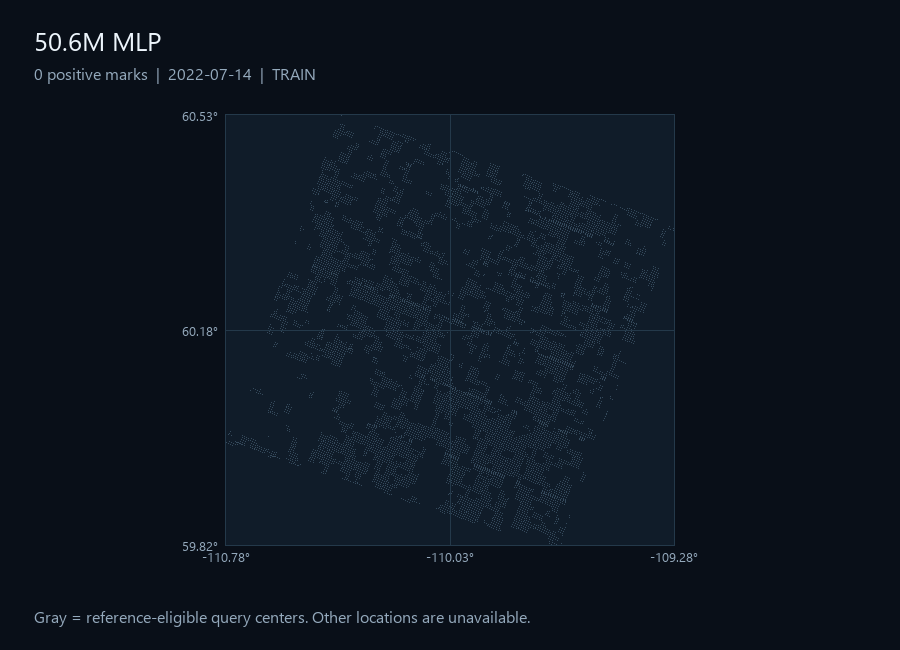 50.6M MLP
0 positive marks | 2022-07-14 | TRAIN
60.53°
60.18°
59.82°
-110.78°
-110.03°
-109.28°
Gray = reference-eligible query centers. Other locations are unavailable.